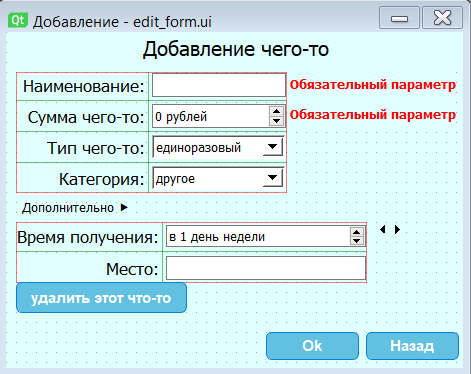 Qt Добавление - edit_form.ui
Добавление чего-то
Наименование: Обязательный параметр
Сумма чего-то: 0 рублей Обязательный параметр
Тип чего-то: единоразовый
Категория: другое
Дополнительно
Время получения: в 1 день недели
Место:
удалить этот что-то
Ok Назад